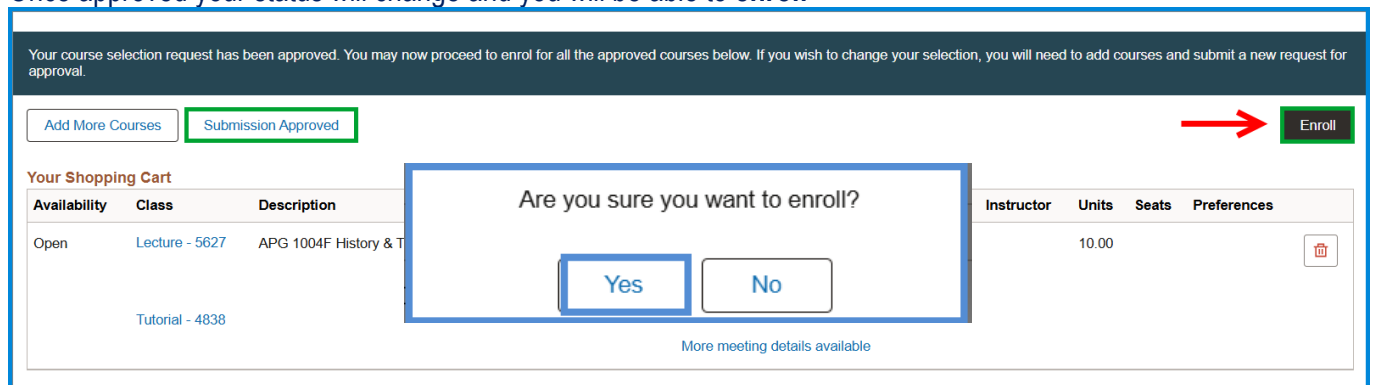 Once approved your status will change and you will be able to enroll
Your course selection request has been approved. You may now proceed to enrol for all the approved courses below. If you wish to change your selection, you will need to add courses and submit a new request for
approval.
Add More Courses Submission Approved Enroll
Your Shopping Cart
Availability Class Description Instructor Units Seats Preferences
Are you sure you want to enroll?
Open Lecture - 5627 APG 1004F History & T 10.00
Yes No
Tutorial - 4838
More meeting details available